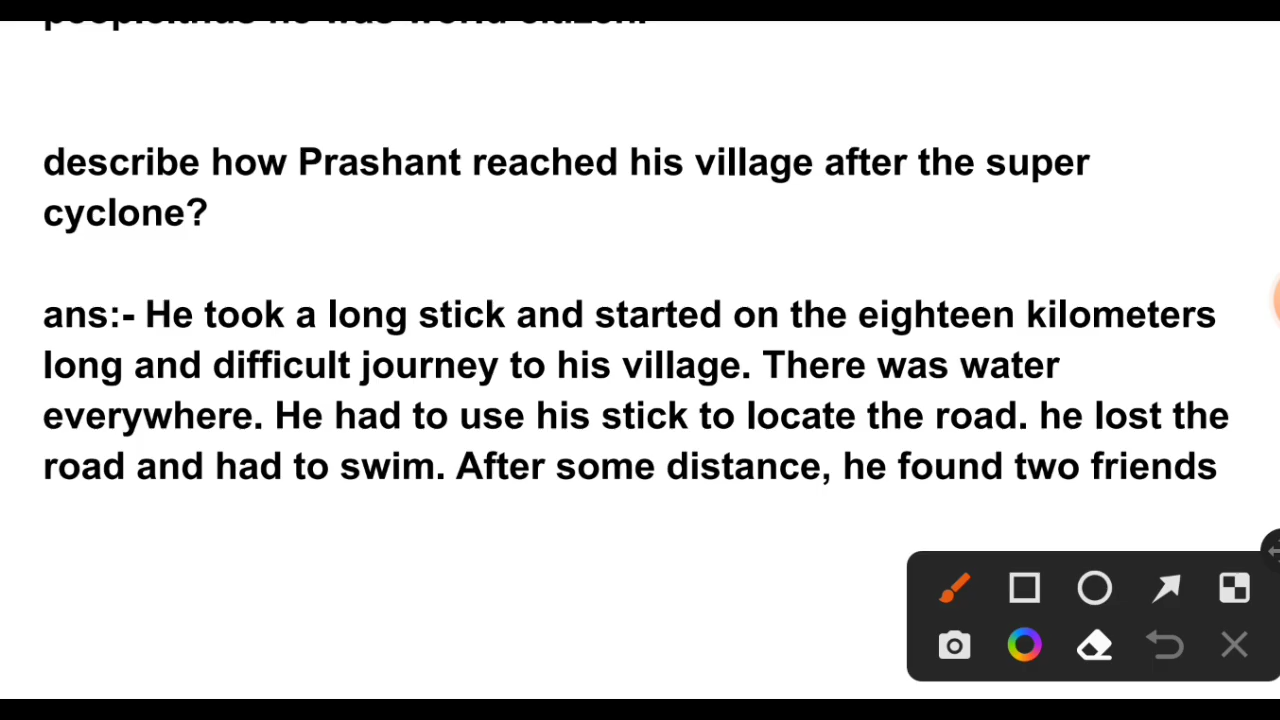 was world
describe how Prashant reached his village after the super
cyclone?
ans:- He took a long stick and started on the eighteen kilometers
long and difficult journey to his village. There was water
everywhere. He had to use his stick to locate the road. he lost the
road and had to swim. After some distance, he found two friends